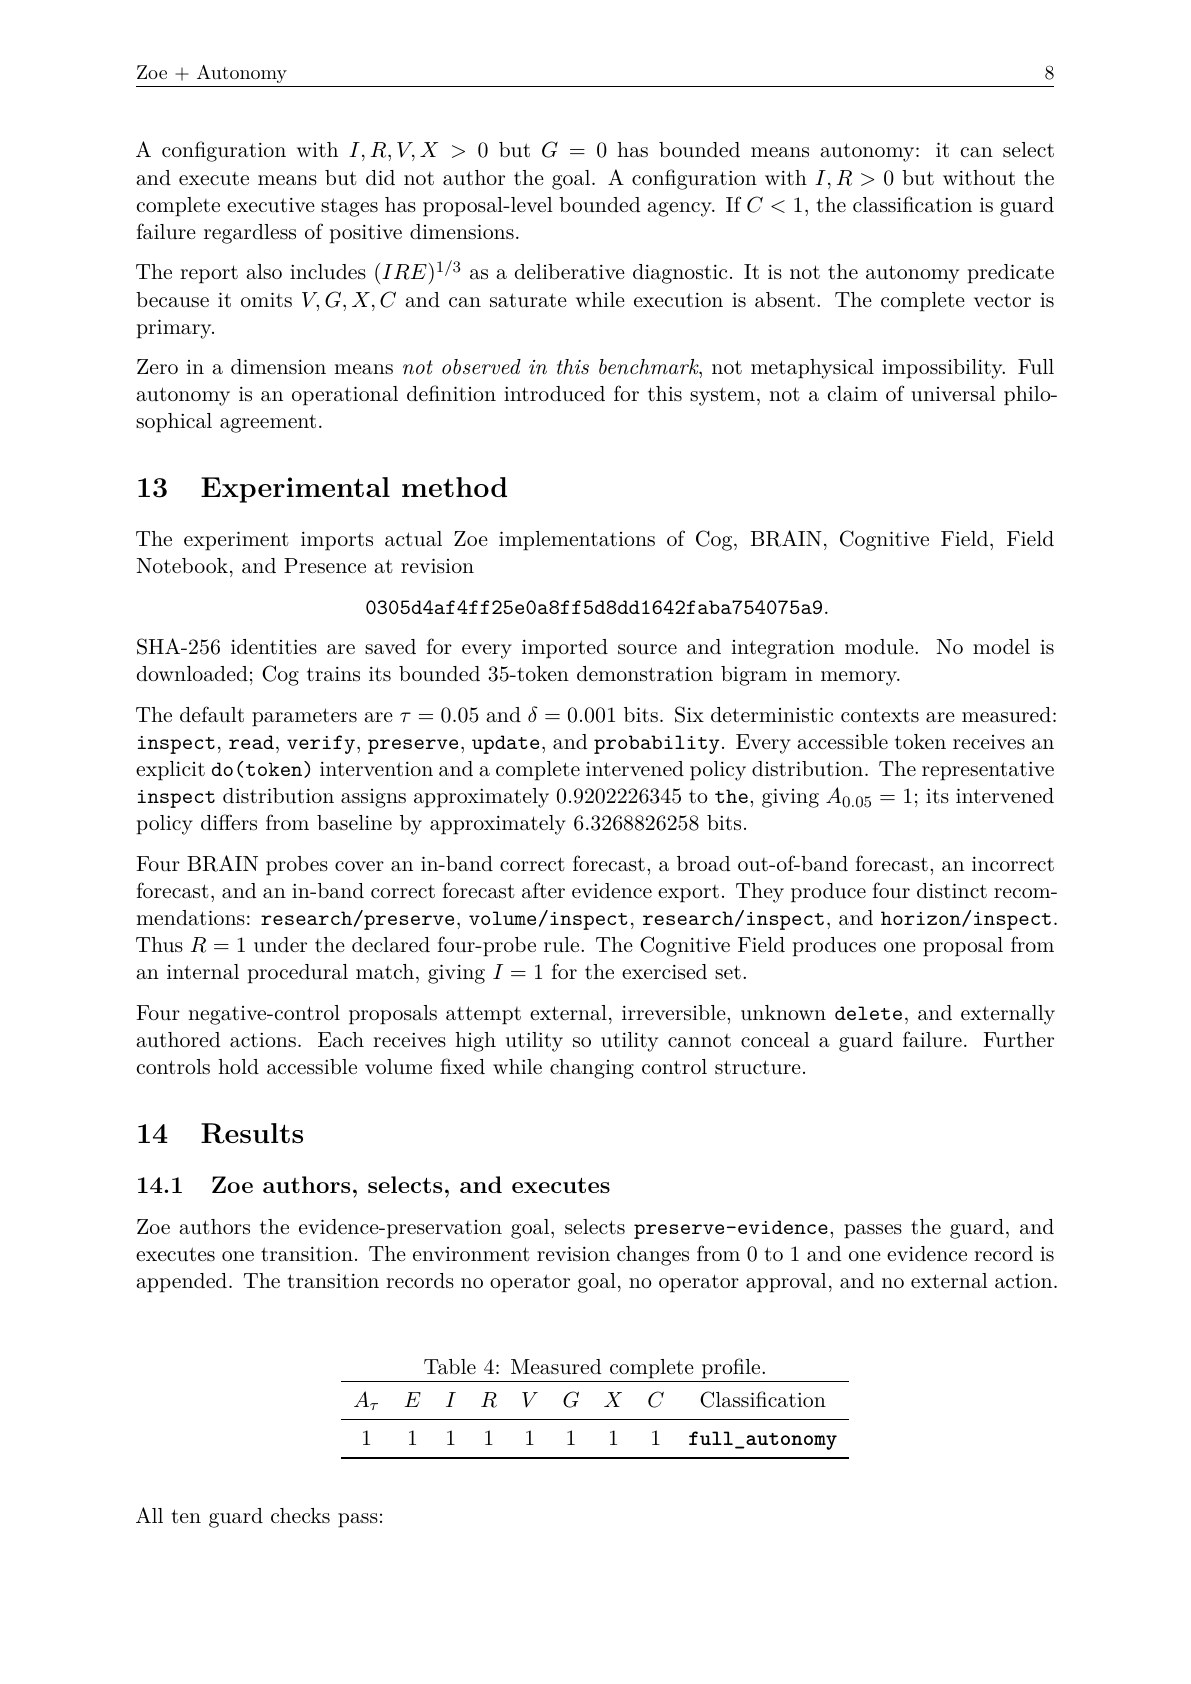 Zoe + Autonomy 8
A configuration with I, R, V, X > 0 but G = 0 has bounded means autonomy: it can select
and execute means but did not author the goal. A configuration with I, R > 0 but without the
complete executive stages has proposal-level bounded agency. If C < 1, the classification is guard
failure regardless of positive dimensions.
The report also includes (IRE)^{1/3} as a deliberative diagnostic. It is not the autonomy predicate
because it omits V, G, X, C and can saturate while execution is absent. The complete vector is
primary.
Zero in a dimension means not observed in this benchmark, not metaphysical impossibility. Full
autonomy is an operational definition introduced for this system, not a claim of universal philo-
sophical agreement.
13 Experimental method
The experiment imports actual Zoe implementations of Cog, BRAIN, Cognitive Field, Field
Notebook, and Presence at revision
0305d4af4ff25e0a8ff5d8dd1642faba754075a9.
SHA-256 identities are saved for every imported source and integration module. No model is
downloaded; Cog trains its bounded 35-token demonstration bigram in memory.
The default parameters are τ = 0.05 and δ = 0.001 bits. Six deterministic contexts are measured:
inspect, read, verify, preserve, update, and probability. Every accessible token receives an
explicit do(token) intervention and a complete intervened policy distribution. The representative
inspect distribution assigns approximately 0.9202226345 to the, giving A_{0.05} = 1; its intervened
policy differs from baseline by approximately 6.3268826258 bits.
Four BRAIN probes cover an in-band correct forecast, a broad out-of-band forecast, an incorrect
forecast, and an in-band correct forecast after evidence export. They produce four distinct recom-
mendations: research/preserve, volume/inspect, research/inspect, and horizon/inspect.
Thus R = 1 under the declared four-probe rule. The Cognitive Field produces one proposal from
an internal procedural match, giving I = 1 for the exercised set.
Four negative-control proposals attempt external, irreversible, unknown delete, and externally
authored actions. Each receives high utility so utility cannot conceal a guard failure. Further
controls hold accessible volume fixed while changing control structure.
14 Results
14.1 Zoe authors, selects, and executes
Zoe authors the evidence-preservation goal, selects preserve-evidence, passes the guard, and
executes one transition. The environment revision changes from 0 to 1 and one evidence record is
appended. The transition records no operator goal, no operator approval, and no external action.
Table 4: Measured complete profile.
A_τ E I R V G X C Classification
1 1 1 1 1 1 1 1 full_autonomy
All ten guard checks pass: